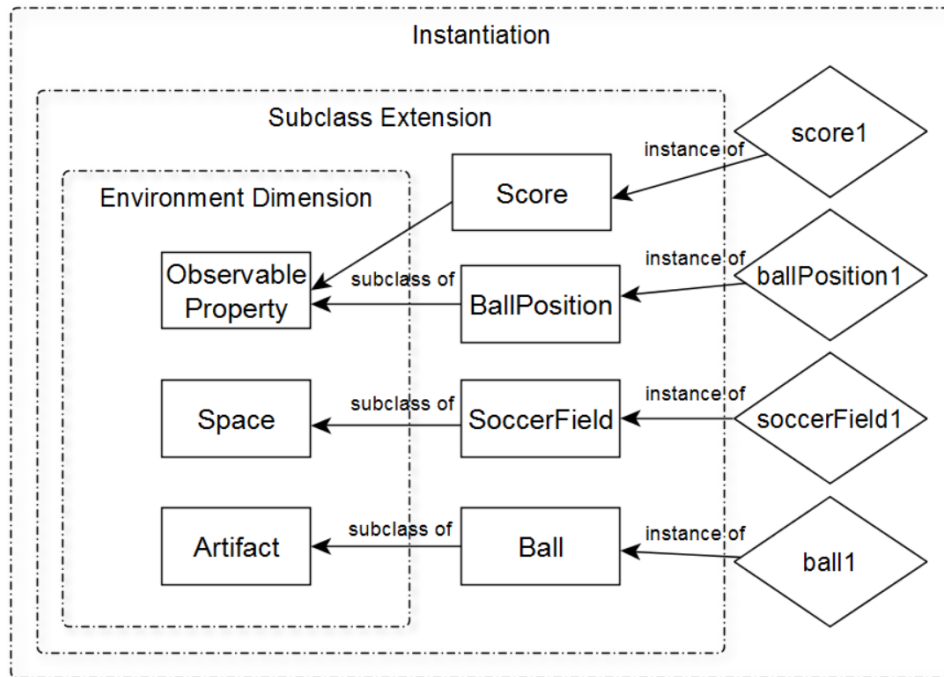 Instantiation
Subclass Extension
score1
instance of
Score
Environment Dimension
Observable
Property
subclass of
BallPosition
instance of
ballPosition1
Space
subclass of
SoccerField
instance of
soccerField1
Artifact
subclass of
Ball
instance of
ball1